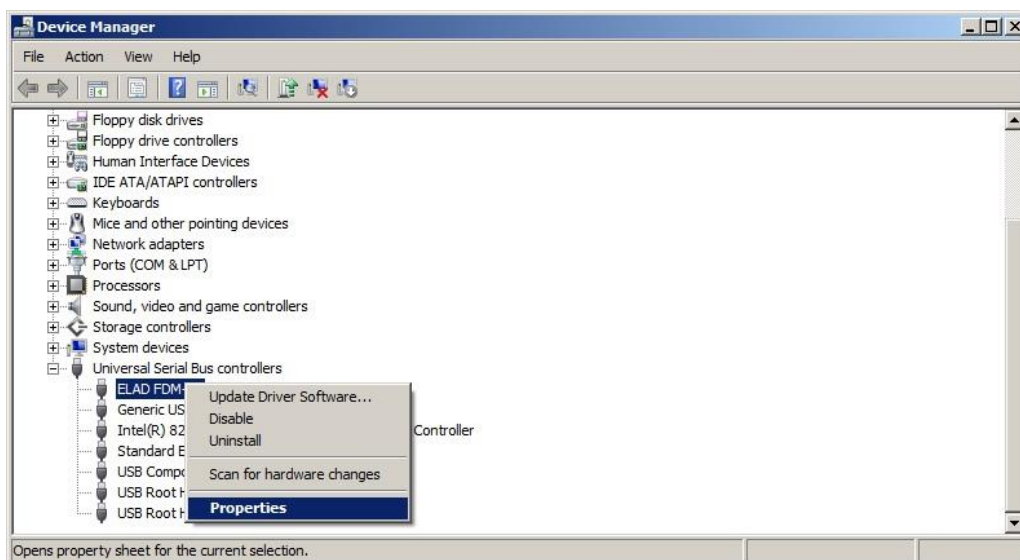 Device Manager
File Action View Help
Floppy disk drives
Floppy drive controllers
Human Interface Devices
IDE ATA/ATAPI controllers
Keyboards
Mice and other pointing devices
Network adapters
Ports (COM & LPT)
Processors
Sound, video and game controllers
Storage controllers
System devices
Universal Serial Bus controllers
ELAD FDM-
Generic US
Intel(R) 82 Controller
Standard E
USB Compo
USB Root H
USB Root H
Update Driver Software...
Disable
Uninstall
Scan for hardware changes
Properties
Opens property sheet for the current selection.